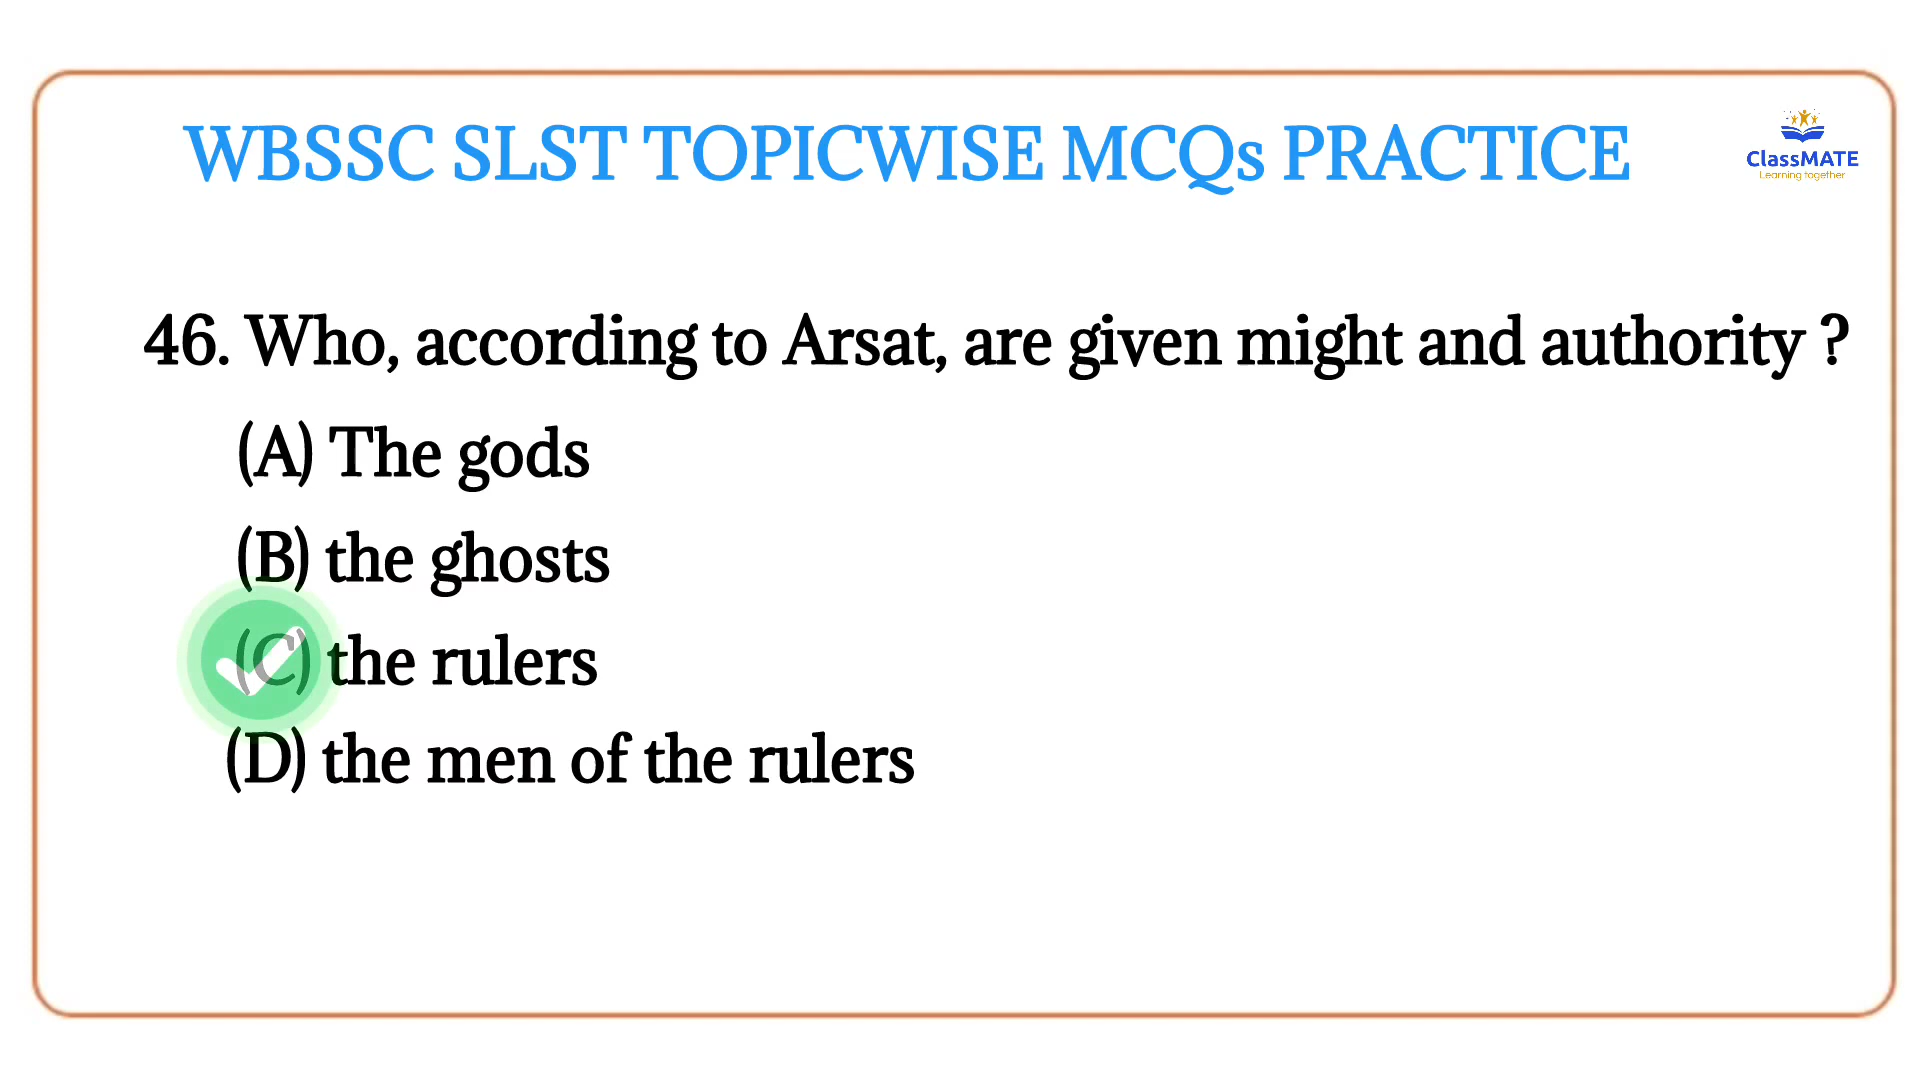 WBSSC SLST TOPICWISE MCQs PRACTICE
ClassMATE
Learning together
46. Who, according to Arsat, are given might and authority ?
(A) The gods
(B) the ghosts
(C) the rulers
(D) the men of the rulers